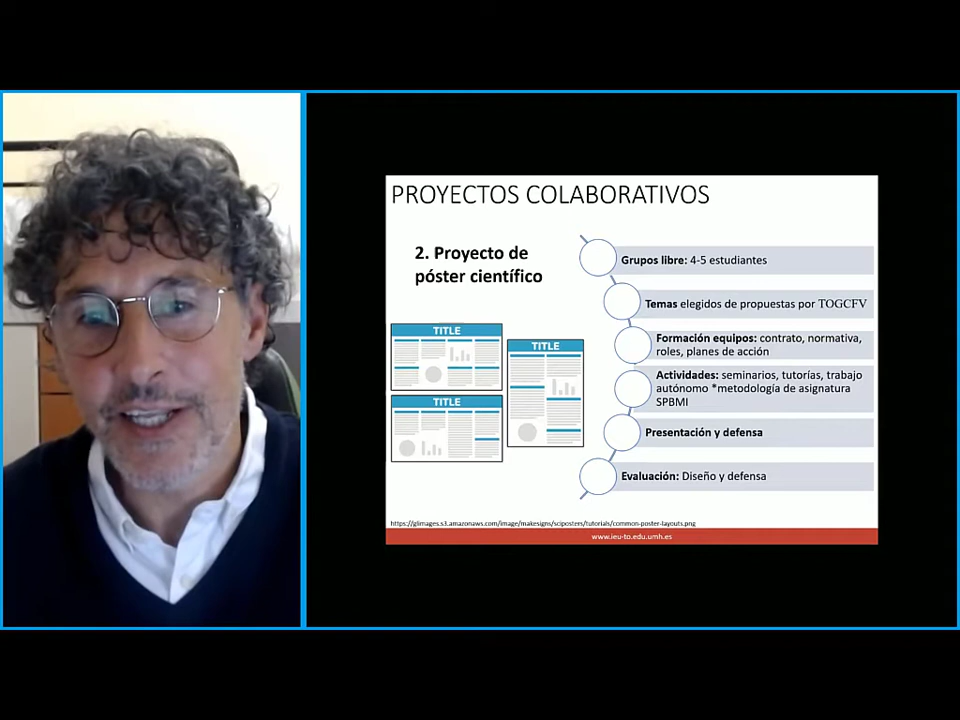 PROYECTOS COLABORATIVOS
2. Proyecto de
póster científico
TITLE
TITLE
TITLE
Grupos libre: 4-5 estudiantes
Temas elegidos de propuestas por TOGCFV
Formación equipos: contrato, normativa,
roles, planes de acción
Actividades: seminarios, tutorías, trabajo
autónomo *metodología de asignatura
SPBMI
Presentación y defensa
Evaluación: Diseño y defensa
https://glimages.s3.amazonaws.com/image/makesigns/sciposters/tutorials/common-poster-layouts.png
www.ieu-to.edu.umh.es